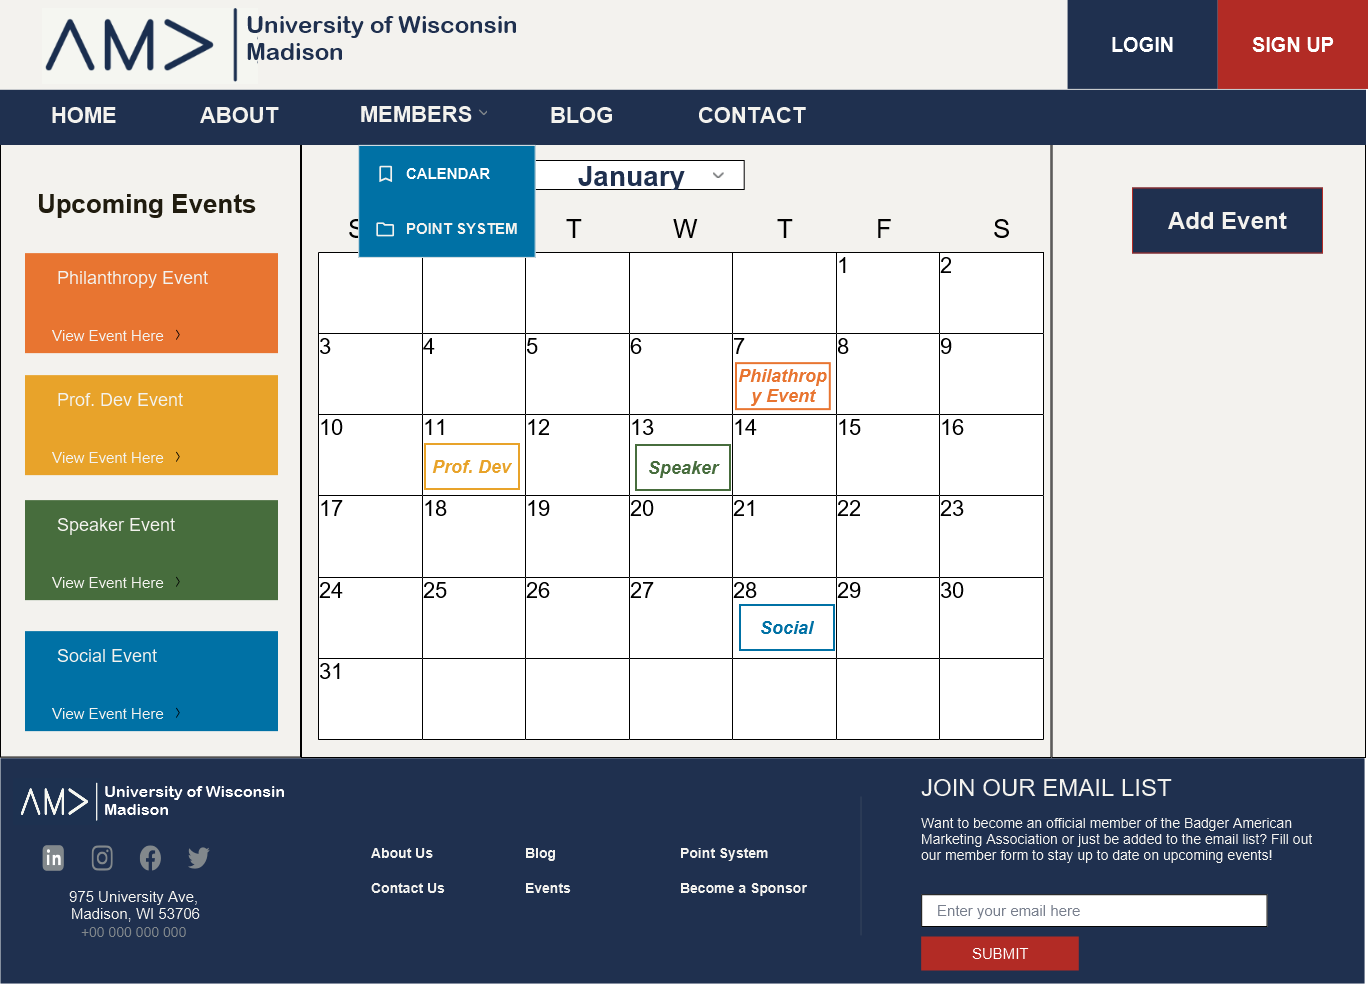 AMA
University of Wisconsin
Madison
LOGIN
SIGN UP
HOME
ABOUT
MEMBERS
BLOG
CONTACT
CALENDAR
POINT SYSTEM
January
Upcoming Events
Add Event
S
T
W
T
F
S
Philanthropy Event
View Event Here
Prof. Dev Event
View Event Here
Speaker Event
View Event Here
Social Event
View Event Here
1 2
3 4 5 6 7 8 9
Philathrop
y Event
10 11 12 13 14 15 16
Prof. Dev
Speaker
17 18 19 20 21 22 23
24 25 26 27 28 29 30
Social
31
AMA
University of Wisconsin
Madison
in
975 University Ave,
Madison, WI 53706
+00 000 000 000
About Us
Blog
Point System
Contact Us
Events
Become a Sponsor
JOIN OUR EMAIL LIST
Want to become an official member of the Badger American
Marketing Association or just be added to the email list? Fill out
our member form to stay up to date on upcoming events!
Enter your email here
SUBMIT